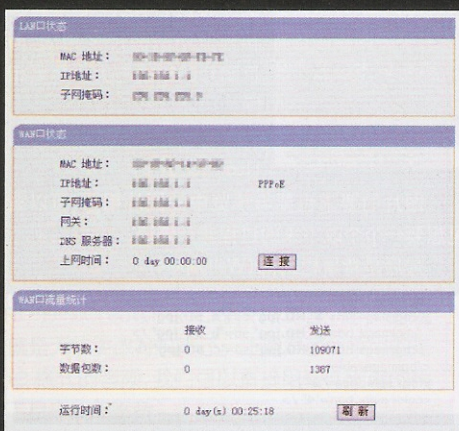 LAN口状态
MAC 地址：
IP地址：
子网掩码：
WAN口状态
MAC 地址：
IP地址： PPPoE
子网掩码：
网关：
DNS 服务器：
上网时间： 0 day 00:00:00 连 接
WAN口流量统计
接收 发送
字节数： 0 109071
数据包数： 0 1387
运行时间： 0 day(s) 00:25:18 刷 新